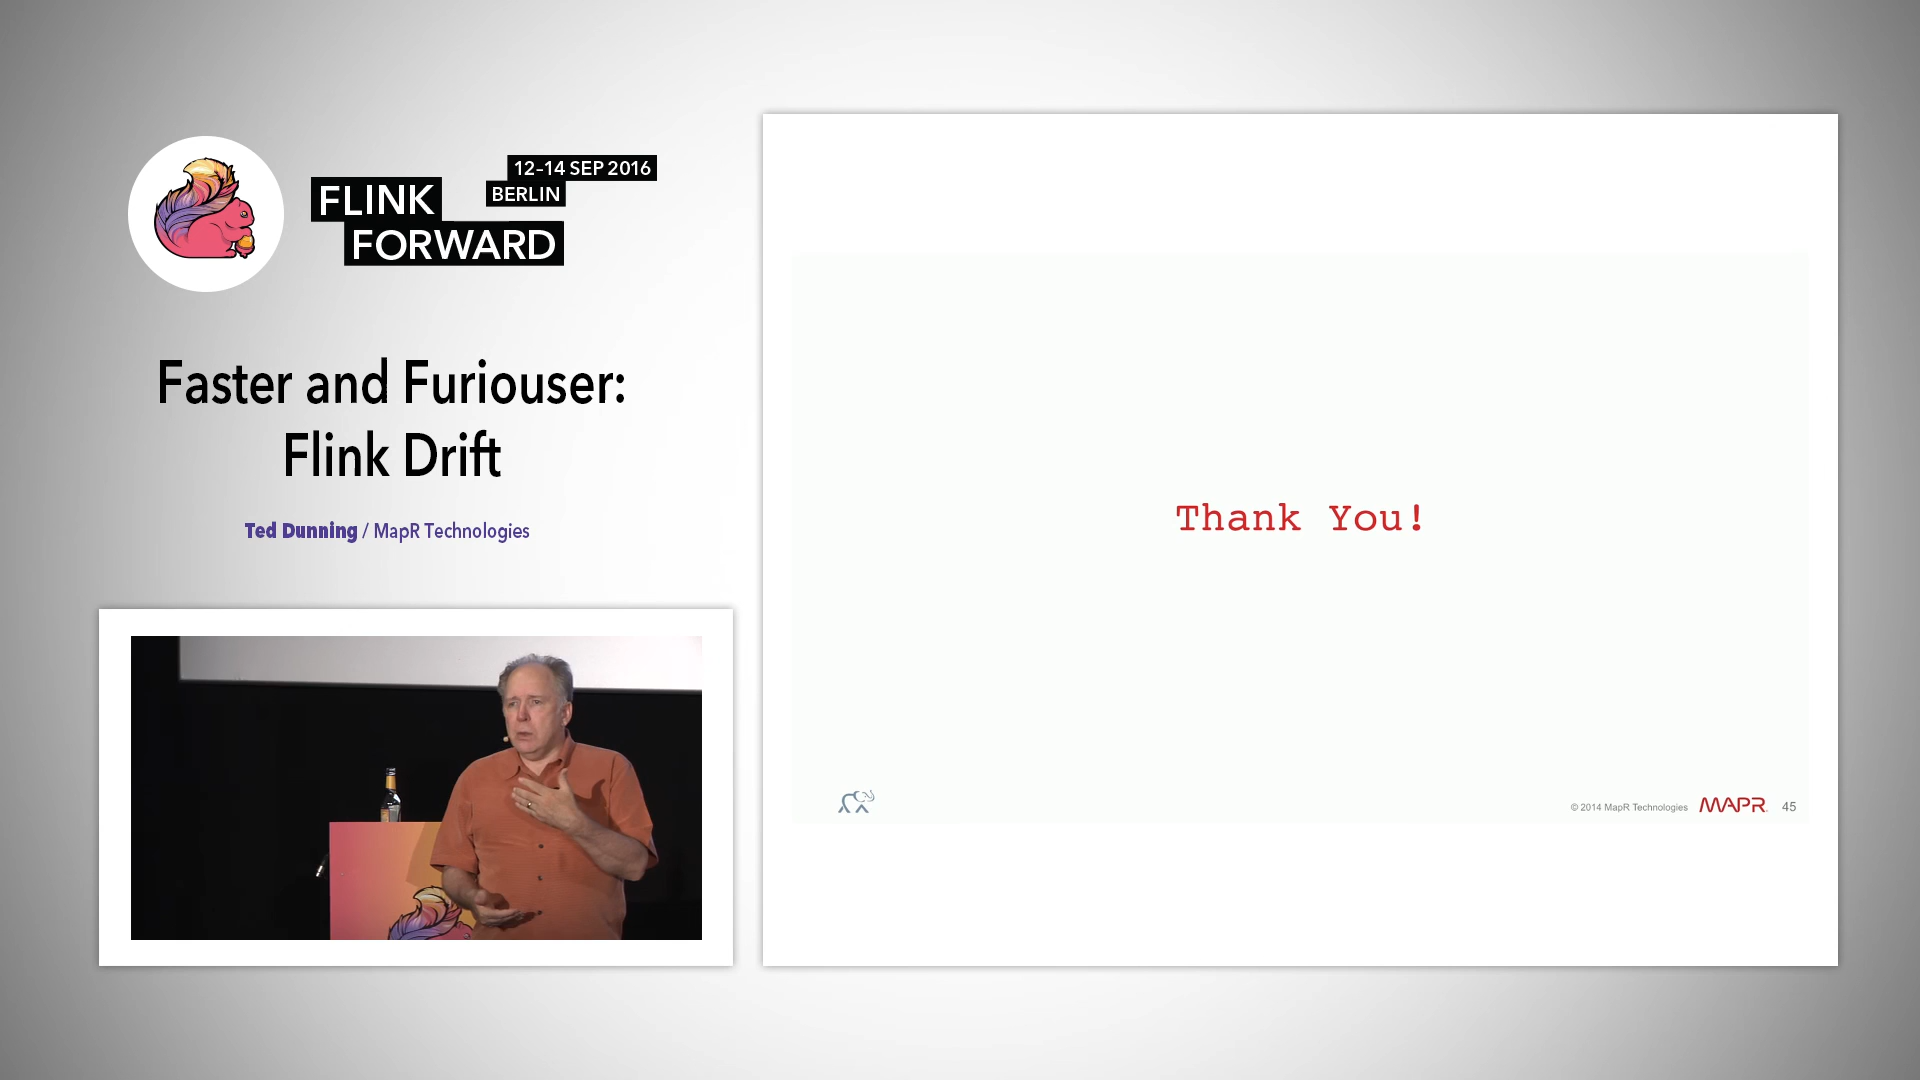 12–14 SEP 2016
BERLIN
FLINK
FORWARD
Faster and Furiouser:
Flink Drift
Ted Dunning / MapR Technologies
Thank You!
© 2014 MapR Technologies MAPR 45